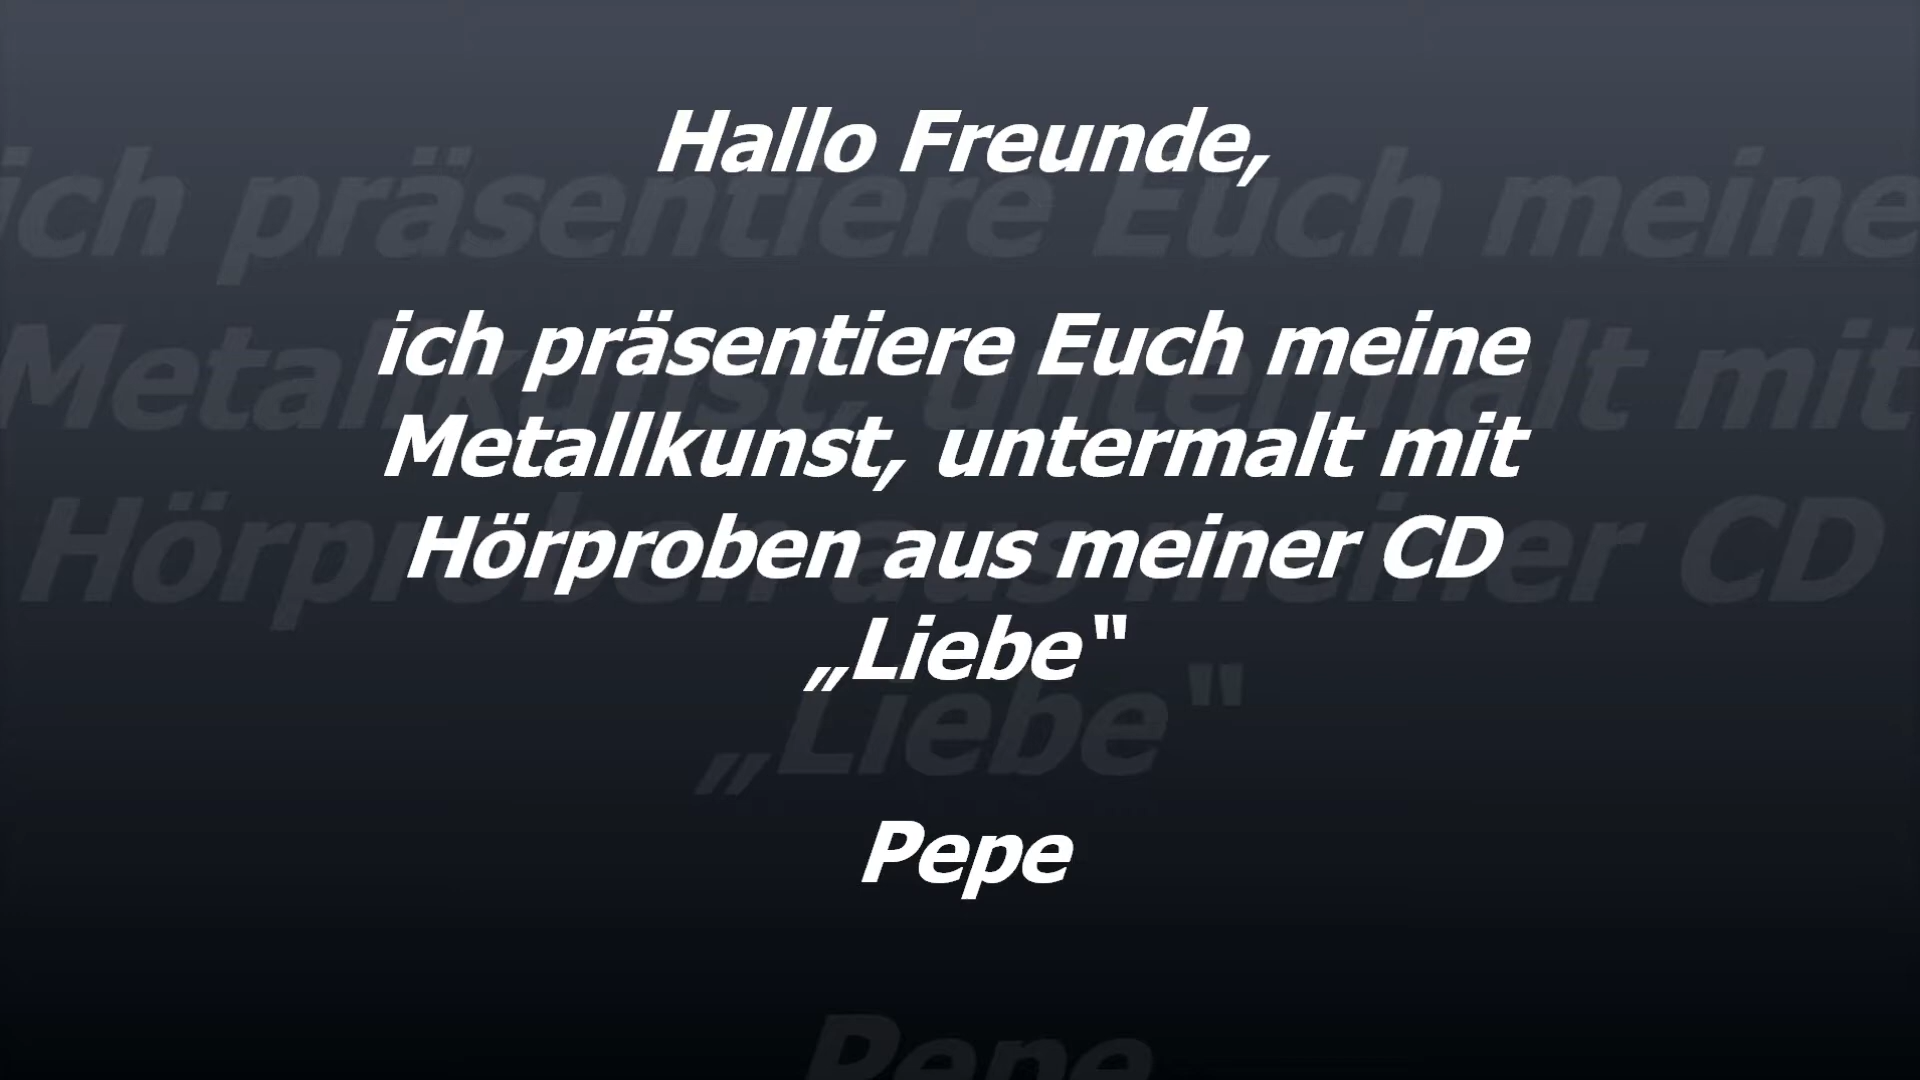 Hallo Freunde,
ich präsentiere Euch meine
Metallkunst, untermalt mit
Hörproben aus meiner CD
„Liebe“
Pepe